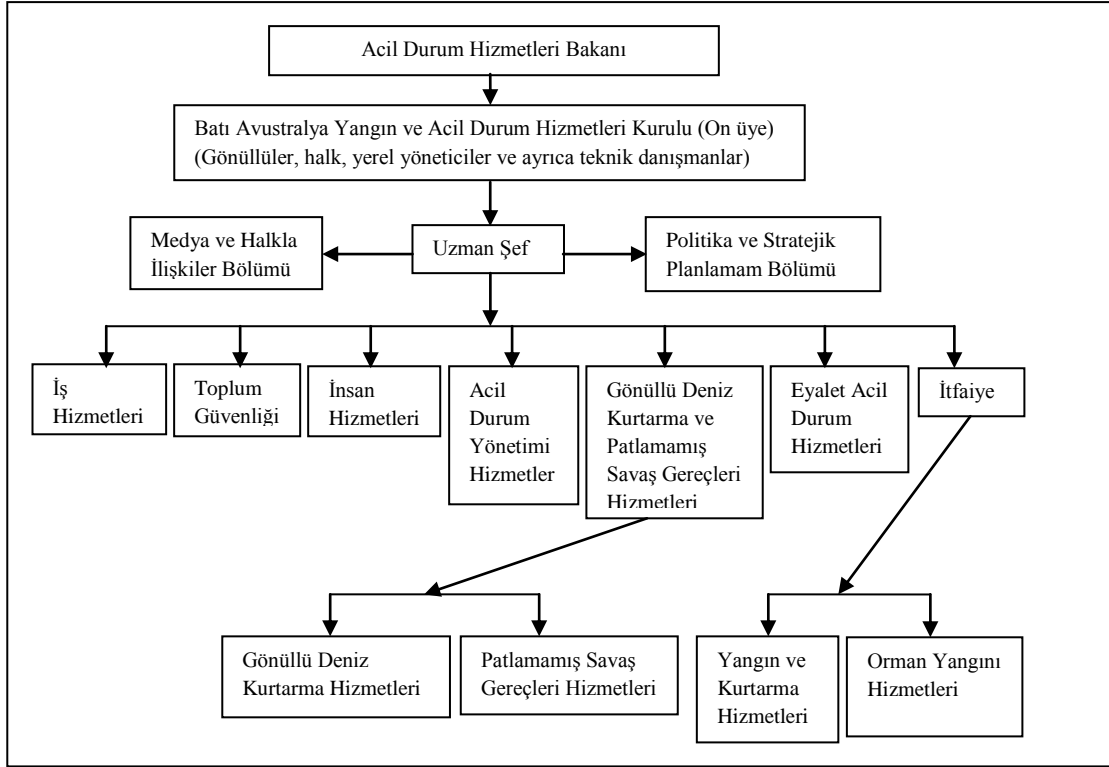 Acil Durum Hizmetleri Bakanı
Batı Avustralya Yangın ve Acil Durum Hizmetleri Kurulu (On üye)
(Gönüllüler, halk, yerel yöneticiler ve ayrıca teknik danışmanlar)
Medya ve Halkla
İlişkiler Bölümü
Uzman Şef
Politika ve Stratejik
Planlamam Bölümü
İş
Hizmetleri
Toplum
Güvenliği
İnsan
Hizmetleri
Acil
Durum
Yönetimi
Hizmetler
Gönüllü Deniz
Kurtarma ve
Patlamamış
Savaş Gereçleri
Hizmetleri
Eyalet Acil
Durum
Hizmetleri
İtfaiye
Gönüllü Deniz
Kurtarma Hizmetleri
Patlamamış Savaş
Gereçleri Hizmetleri
Yangın ve
Kurtarma
Hizmetleri
Orman Yangını
Hizmetleri